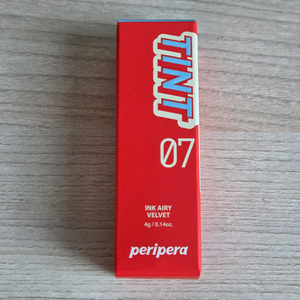 TINT
07
INK AIRY
VELVET
4g / 0.14oz.
peripera